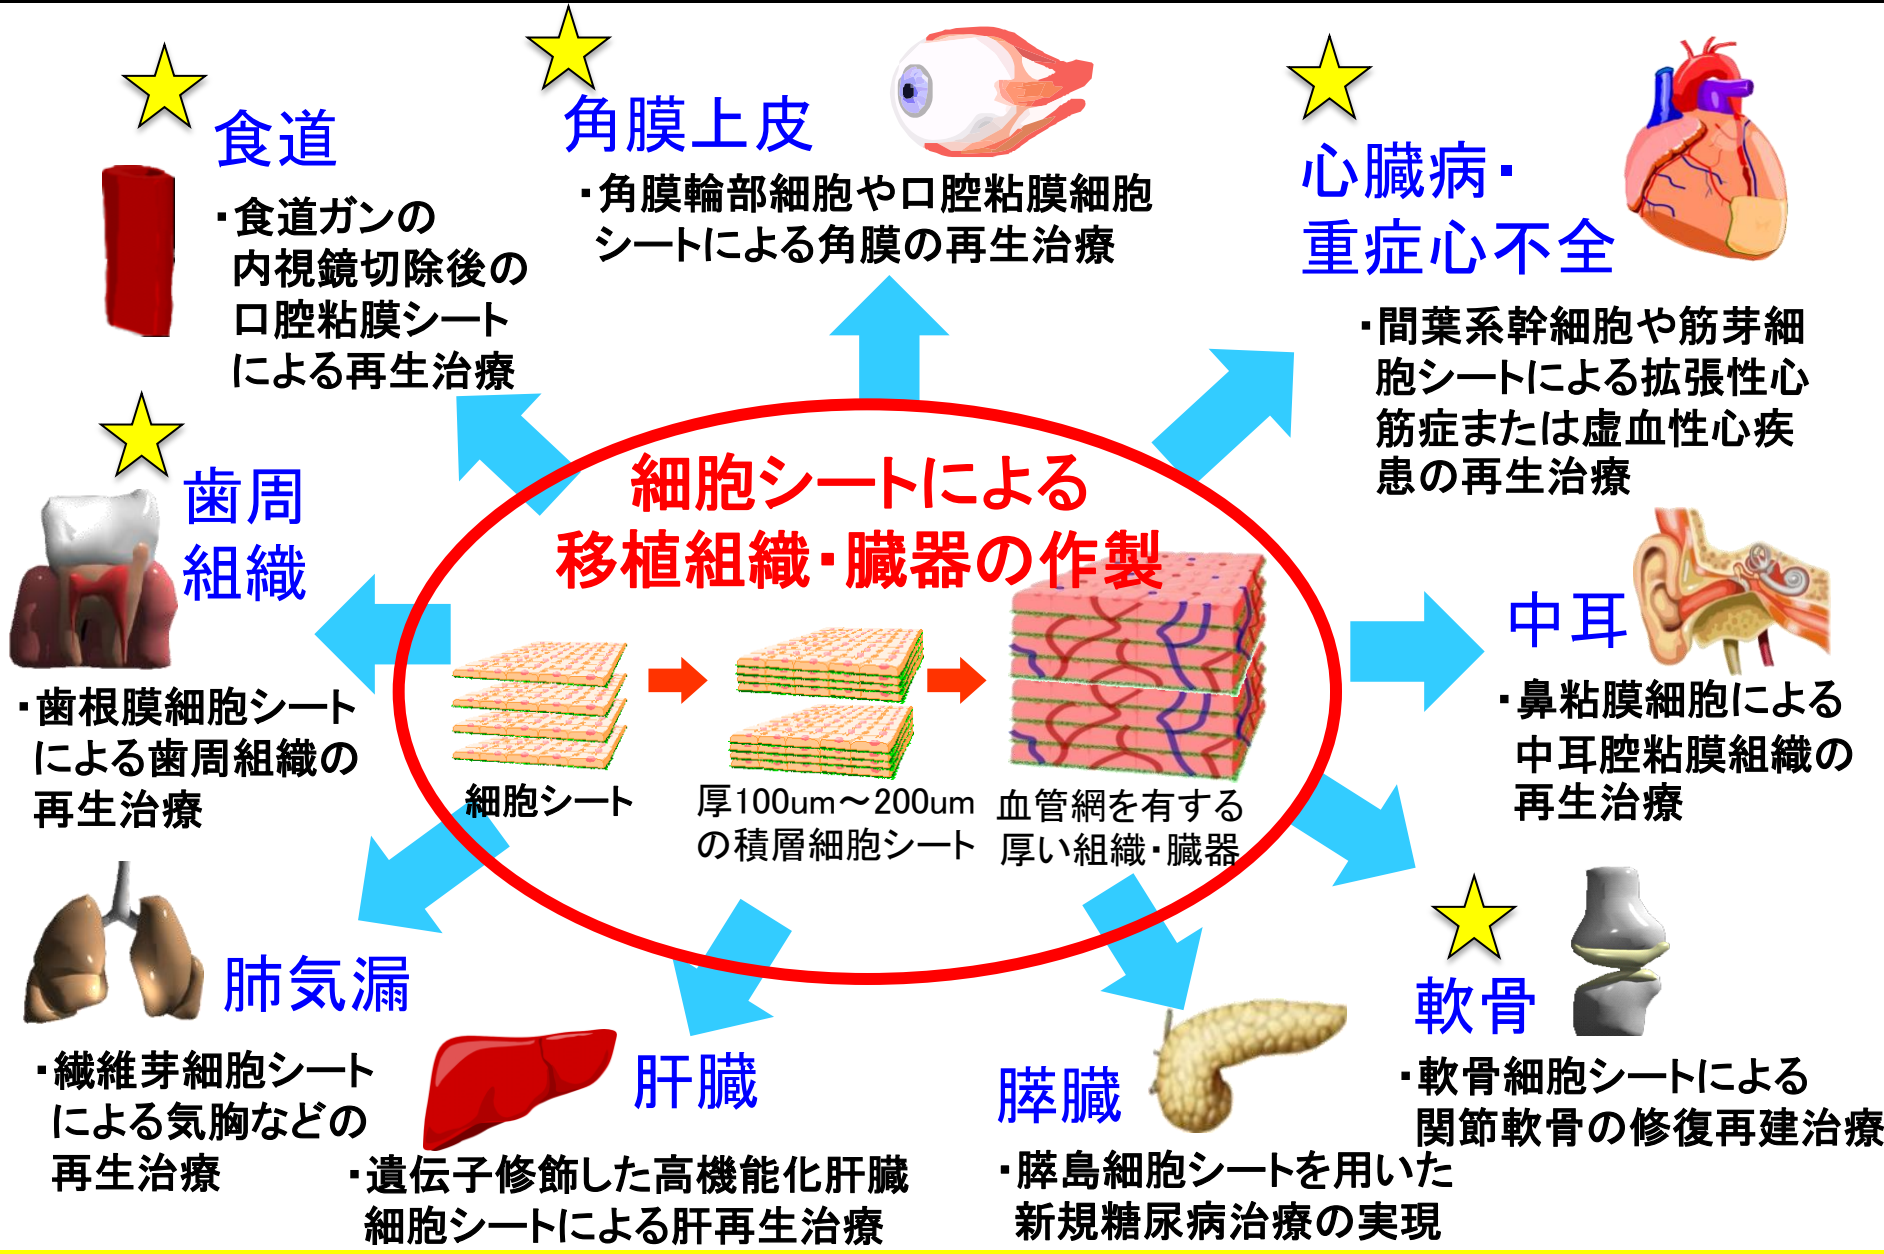 食道
・食道ガンの
内視鏡切除後の
口腔粘膜シート
による再生治療
角膜上皮
・角膜輪部細胞や口腔粘膜細胞
シートによる角膜の再生治療
心臓病・
重症心不全
・間葉系幹細胞や筋芽細
胞シートによる拡張性心
筋症または虚血性心疾
患の再生治療
細胞シートによる
移植組織・臓器の作製
細胞シート
厚100um～200um
の積層細胞シート
血管網を有する
厚い組織・臓器
歯周
組織
・歯根膜細胞シート
による歯周組織の
再生治療
中耳
・鼻粘膜細胞による
中耳腔粘膜組織の
再生治療
肺気漏
・繊維芽細胞シート
による気胸などの
再生治療
肝臓
・遺伝子修飾した高機能化肝臓
細胞シートによる肝再生治療
膵臓
・膵島細胞シートを用いた
新規糖尿病治療の実現
軟骨
・軟骨細胞シートによる
関節軟骨の修復再建治療